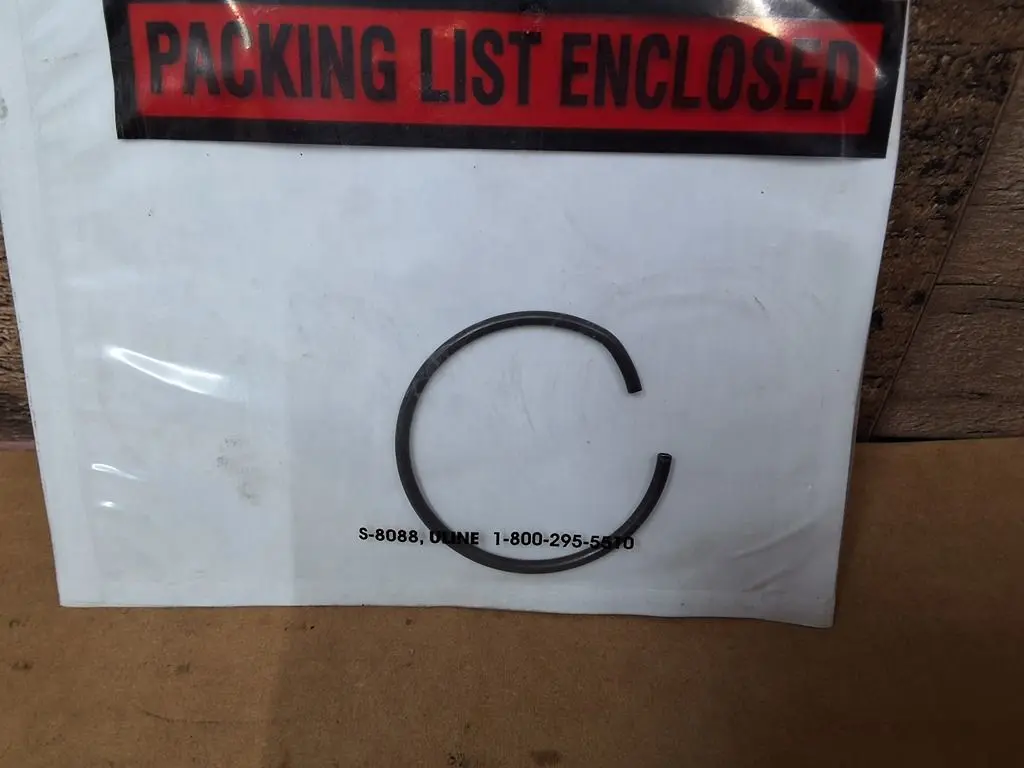 PACKING LIST ENCLOSED
S-8088, ULINE 1-800-295-5510